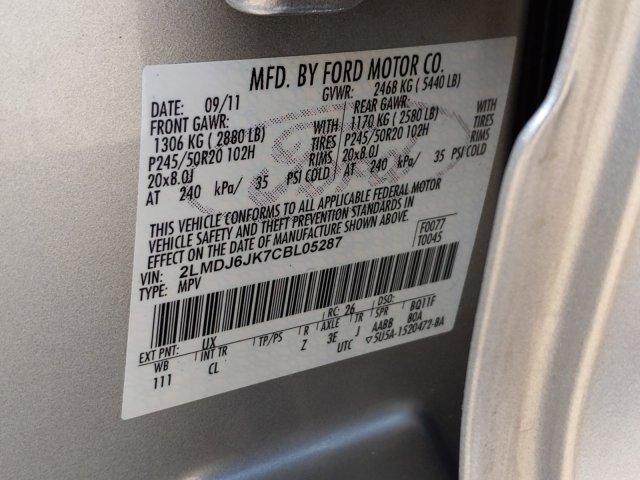 MFD. BY FORD MOTOR CO.
DATE: 09/11 GVWR: 2468 KG ( 5440 LB)
FRONT GAWR: REAR GAWR:
1306 KG ( 2880 LB) WITH 1170 KG ( 2580 LB) WITH
P245/50R20 102H TIRES P245/50R20 102H TIRES
20x8.0J RIMS 20x8.0J RIMS
AT 240 kPa/ 35 PSI COLD AT 240 kPa/ 35 PSI COLD
THIS VEHICLE CONFORMS TO ALL APPLICABLE FEDERAL MOTOR
VEHICLE SAFETY AND THEFT PREVENTION STANDARDS IN
EFFECT ON THE DATE OF MANUFACTURE SHOWN ABOVE.
VIN: 2LMDJ6JK7CBL05287 F0077
TYPE: MPV T0045
EXT PNT: UX RC: 26 DSO:
WB INT TR TP/PS R AXLE TR SPR BQ11F
111 CL Z 3E J AABB 80A
UTC 5U5A-1520472-BA
Ford